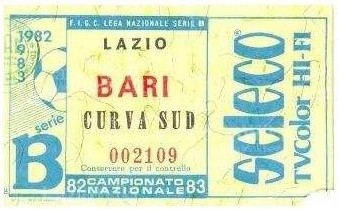 F.I.G.C. LEGA NAZIONALE SERIE B
1982
983
LAZIO
BARI
CURVA SUD
serie
B
002109
Conservare per il controllo
82 CAMPIONATO 83
NAZIONALE
seleco
TVColor HI-FI